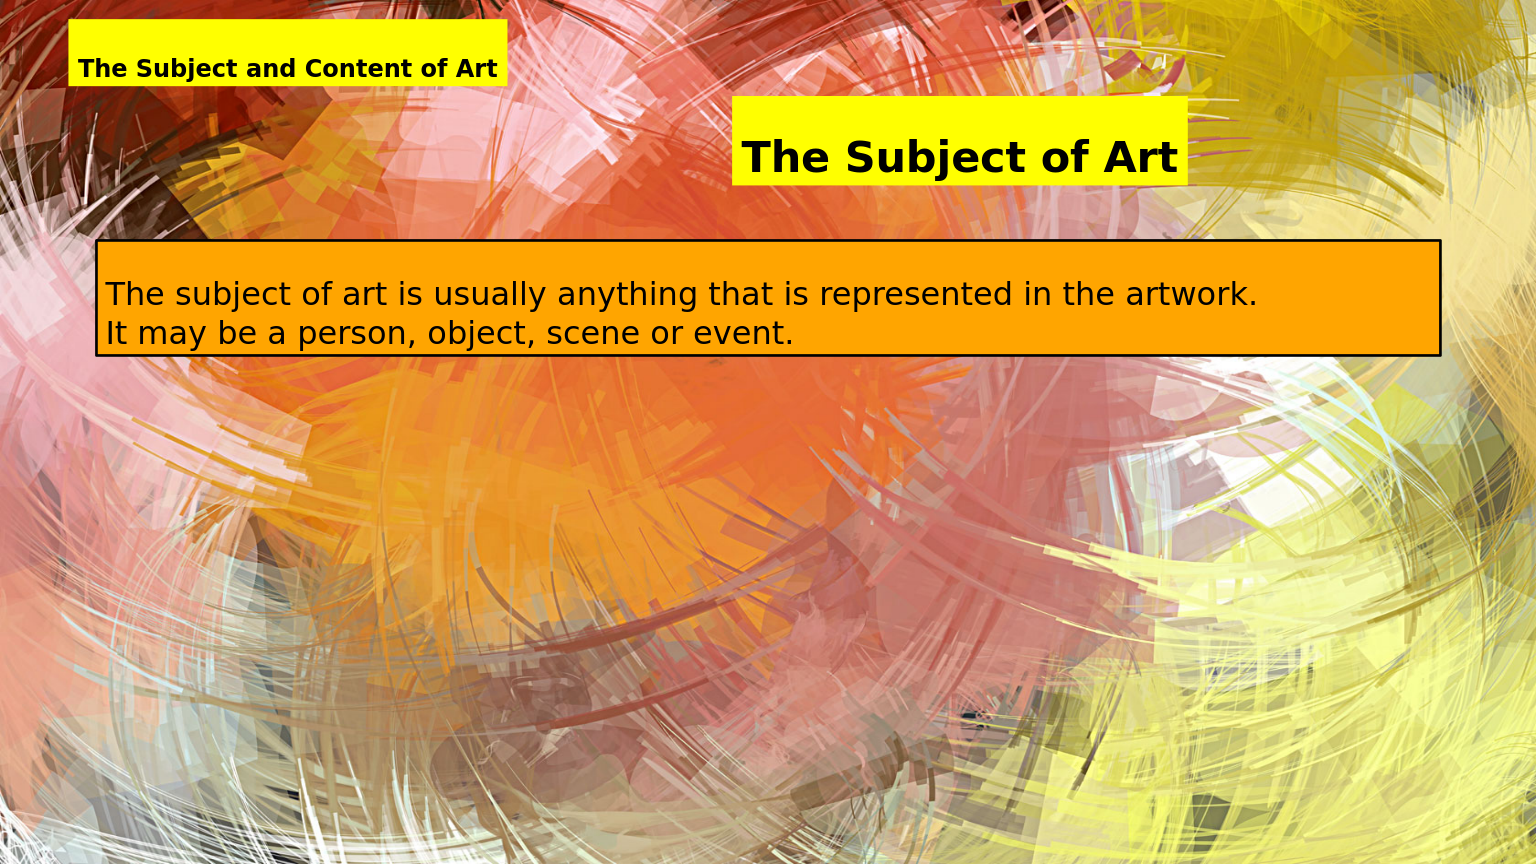 The Subject and Content of Art
The Subject of Art
The subject of art is usually anything that is represented in the artwork.
It may be a person, object, scene or event.